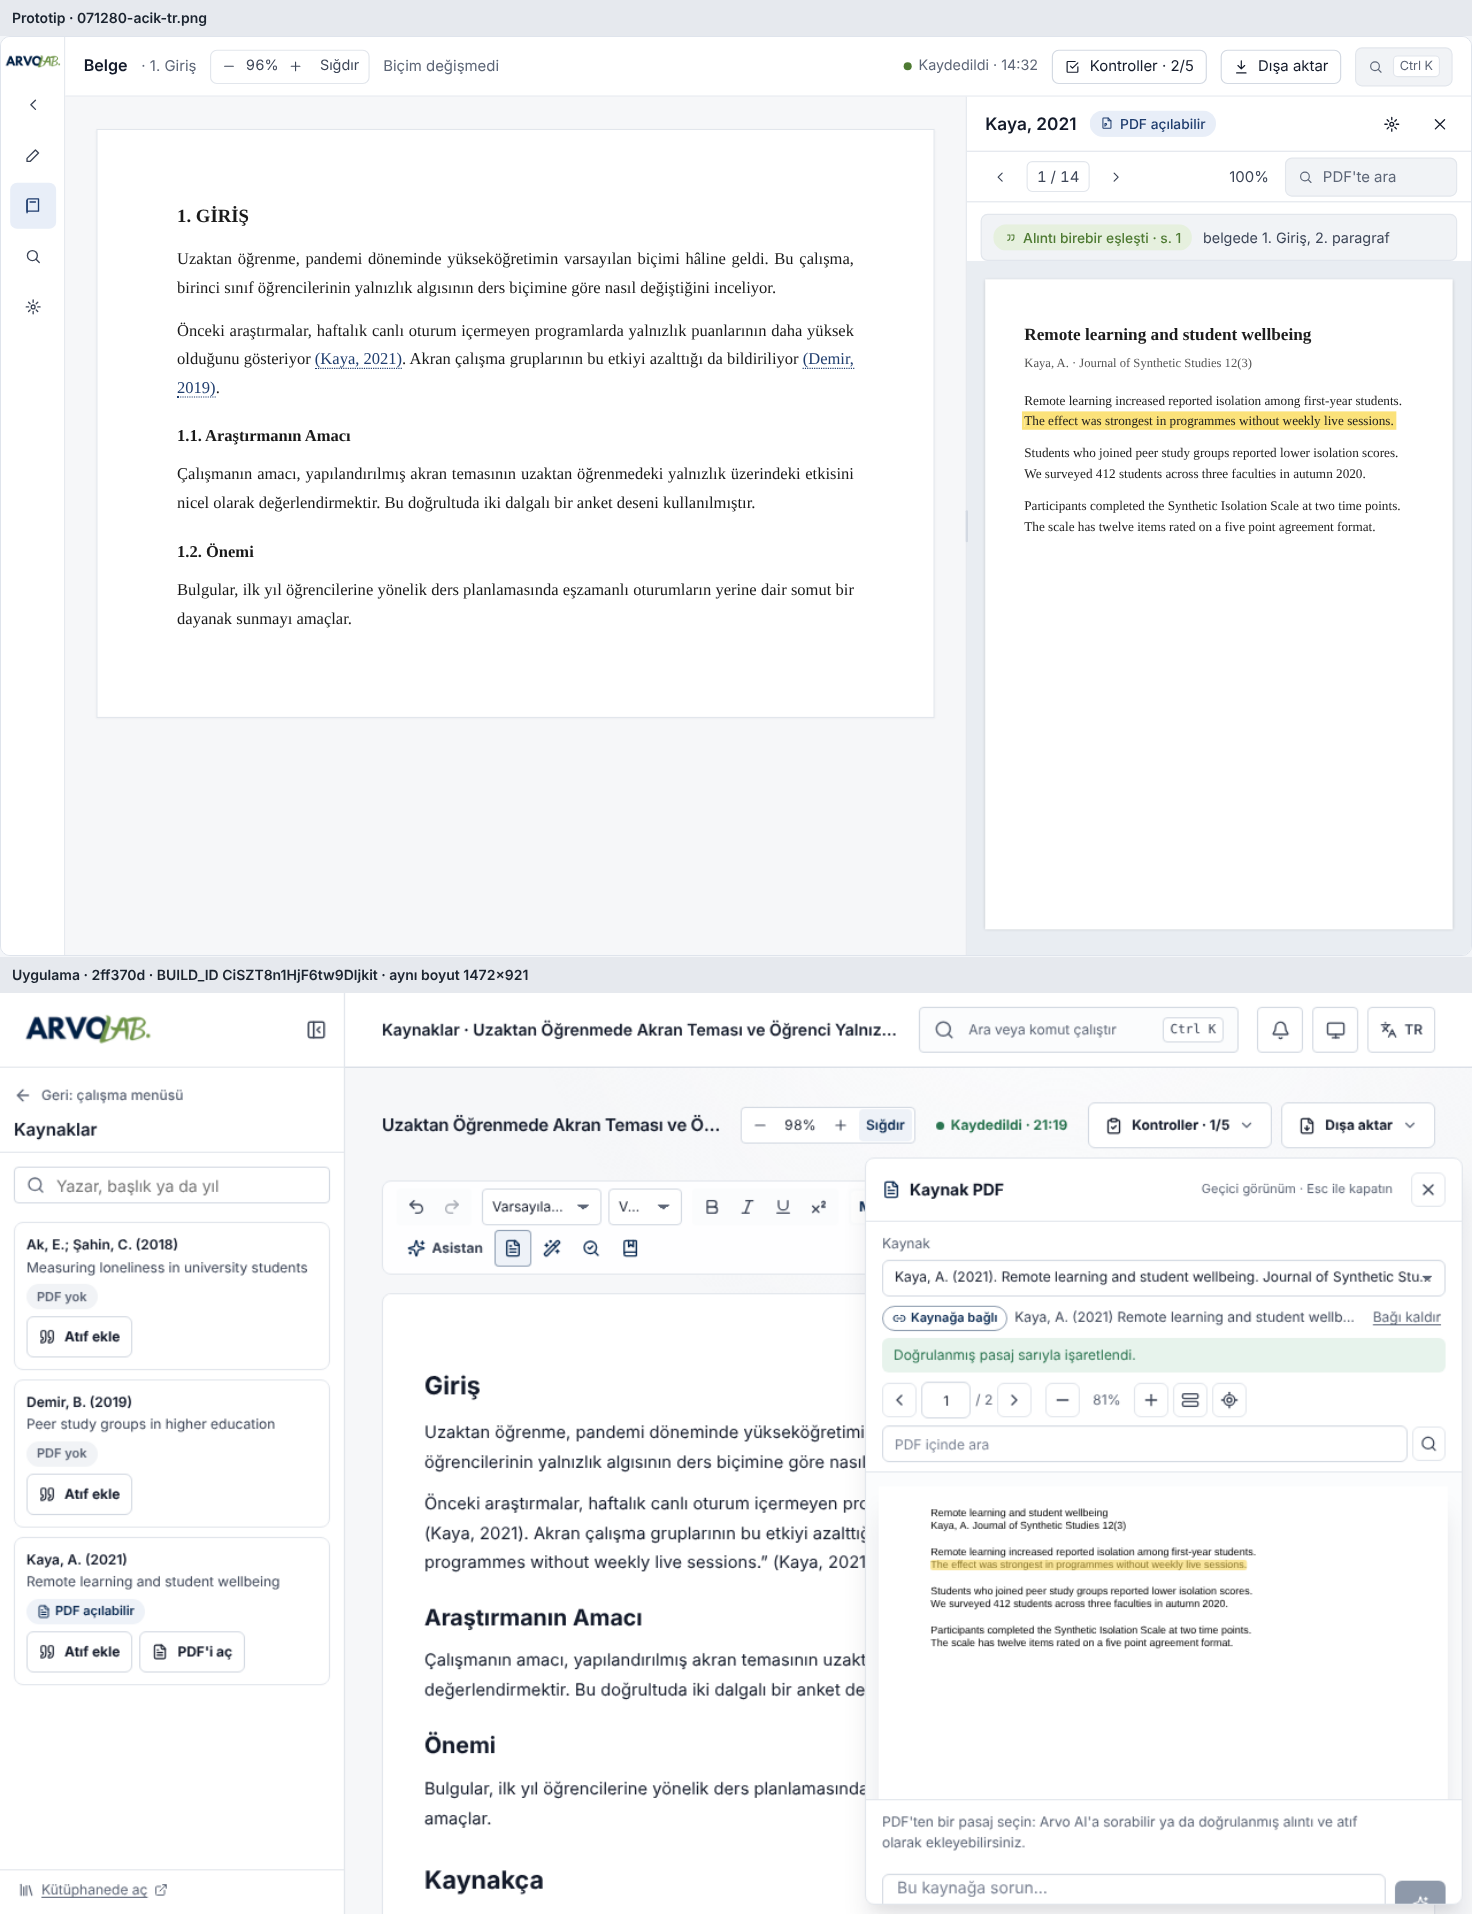 Prototip · 071280-acik-tr.png
ARVOLAB.
Belge · 1. Giriş
96% Sığdır
Biçim değişmedi
Kaydedildi · 14:32
Kontroller · 2/5
Dışa aktar
Ctrl K
1. GİRİŞ
Uzaktan öğrenme, pandemi döneminde yükseköğretimin varsayılan biçimi hâline geldi. Bu çalışma,
birinci sınıf öğrencilerinin yalnızlık algısının ders biçimine göre nasıl değiştiğini inceliyor.
Önceki araştırmalar, haftalık canlı oturum içermeyen programlarda yalnızlık puanlarının daha yüksek
olduğunu gösteriyor (Kaya, 2021). Akran çalışma gruplarının bu etkiyi azalttığı da bildiriliyor (Demir,
2019).
1.1. Araştırmanın Amacı
Çalışmanın amacı, yapılandırılmış akran temasının uzaktan öğrenmedeki yalnızlık üzerindeki etkisini
nicel olarak değerlendirmektir. Bu doğrultuda iki dalgalı bir anket deseni kullanılmıştır.
1.2. Önemi
Bulgular, ilk yıl öğrencilerine yönelik ders planlamasında eşzamanlı oturumların yerine dair somut bir
dayanak sunmayı amaçlar.
Kaya, 2021
PDF açılabilir
1 / 14
100%
PDF'te ara
Alıntı birebir eşleşti · s. 1
belgede 1. Giriş, 2. paragraf
Remote learning and student wellbeing
Kaya, A. · Journal of Synthetic Studies 12(3)
Remote learning increased reported isolation among first-year students.
The effect was strongest in programmes without weekly live sessions.
Students who joined peer study groups reported lower isolation scores.
We surveyed 412 students across three faculties in autumn 2020.
Participants completed the Synthetic Isolation Scale at two time points.
The scale has twelve items rated on a five point agreement format.
Uygulama · 2ff370d · BUILD_ID CiSZT8n1HjF6tw9Dljkit · aynı boyut 1472×921
ARVOLAB.
Kaynaklar · Uzaktan Öğrenmede Akran Teması ve Öğrenci Yalnız...
Ara veya komut çalıştır
Ctrl K
TR
Geri: çalışma menüsü
Kaynaklar
Yazar, başlık ya da yıl
Ak, E.; Şahin, C. (2018)
Measuring loneliness in university students
PDF yok
Atıf ekle
Demir, B. (2019)
Peer study groups in higher education
PDF yok
Atıf ekle
Kaya, A. (2021)
Remote learning and student wellbeing
PDF açılabilir
Atıf ekle
PDF'i aç
Kütüphanede aç
Uzaktan Öğrenmede Akran Teması ve Ö...
98%
Sığdır
Kaydedildi · 21:19
Kontroller · 1/5
Dışa aktar
Varsayıla...
V...
B I U x²
Asistan
Giriş
Uzaktan öğrenme, pandemi döneminde yükseköğretimi
öğrencilerinin yalnızlık algısının ders biçimine göre nasıl
Önceki araştırmalar, haftalık canlı oturum içermeyen pro
(Kaya, 2021). Akran çalışma gruplarının bu etkiyi azalttığ
programmes without weekly live sessions.” (Kaya, 2021
Araştırmanın Amacı
Çalışmanın amacı, yapılandırılmış akran temasının uzakt
değerlendirmektir. Bu doğrultuda iki dalgalı bir anket de
Önemi
Bulgular, ilk yıl öğrencilerine yönelik ders planlamasında
amaçlar.
Kaynakça
Kaynak PDF
Geçici görünüm · Esc ile kapatın
Kaynak
Kaya, A. (2021). Remote learning and student wellbeing. Journal of Synthetic Stu...
Kaynağa bağlı
Kaya, A. (2021) Remote learning and student wellb...
Bağı kaldır
Doğrulanmış pasaj sarıyla işaretlendi.
1 / 2
81%
PDF içinde ara
Remote learning and student wellbeing
Kaya, A. Journal of Synthetic Studies 12(3)
Remote learning increased reported isolation among first-year students.
The effect was strongest in programmes without weekly live sessions.
Students who joined peer study groups reported lower isolation scores.
We surveyed 412 students across three faculties in autumn 2020.
Participants completed the Synthetic Isolation Scale at two time points.
The scale has twelve items rated on a five point agreement format.
PDF'ten bir pasaj seçin: Arvo AI'a sorabilir ya da doğrulanmış alıntı ve atıf
olarak ekleyebilirsiniz.
Bu kaynağa sorun...